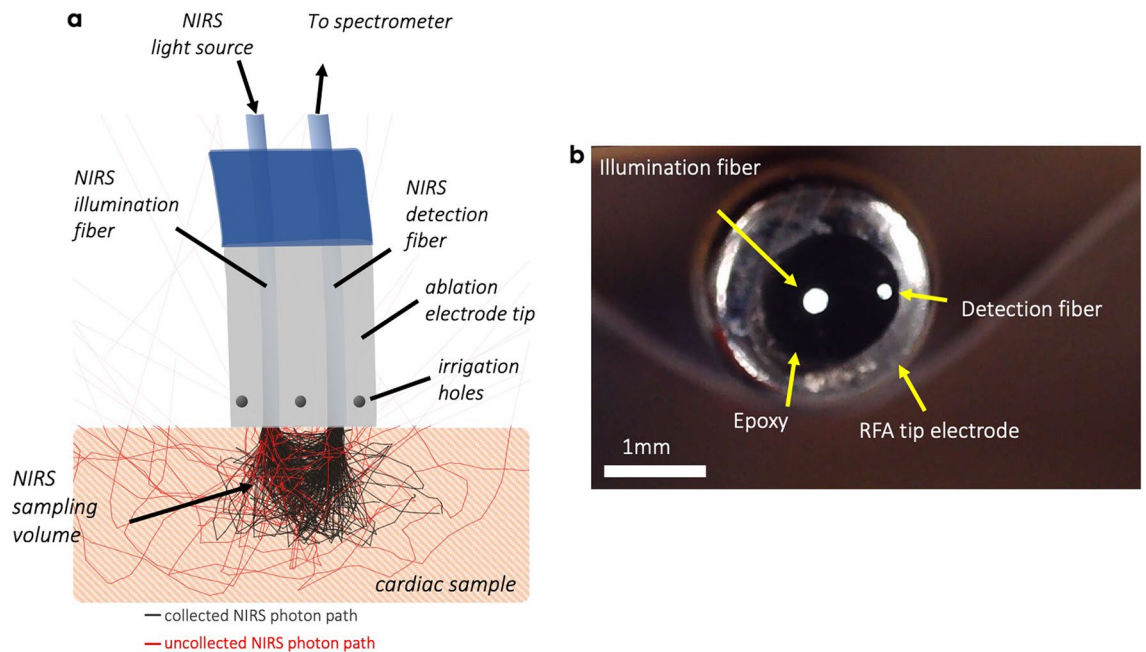 a
NIRS
light source
To spectrometer
NIRS
illumination
fiber
NIRS
detection
fiber
ablation
electrode tip
irrigation
holes
NIRS
sampling
volume
cardiac sample
collected NIRS photon path
uncollected NIRS photon path
b
Illumination fiber
Detection fiber
Epoxy
RFA tip electrode
1mm